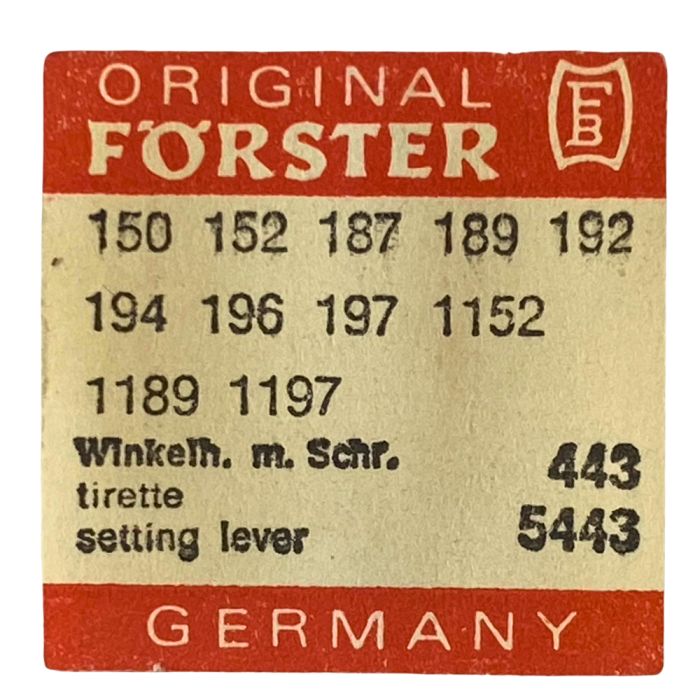 ORIGINAL
FÖRSTER
FB
150 152 187 189 192
194 196 197 1152
1189 1197
Winkelh. m. Schr. 443
tirette
setting lever 5443
GERMANY